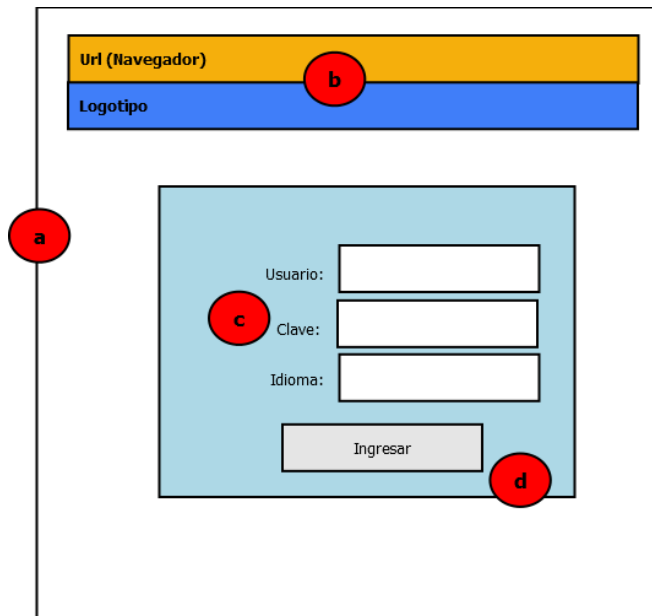 Url (Navegador)
b
Logotipo
a
Usuario:
c
Clave:
Idioma:
Ingresar
d